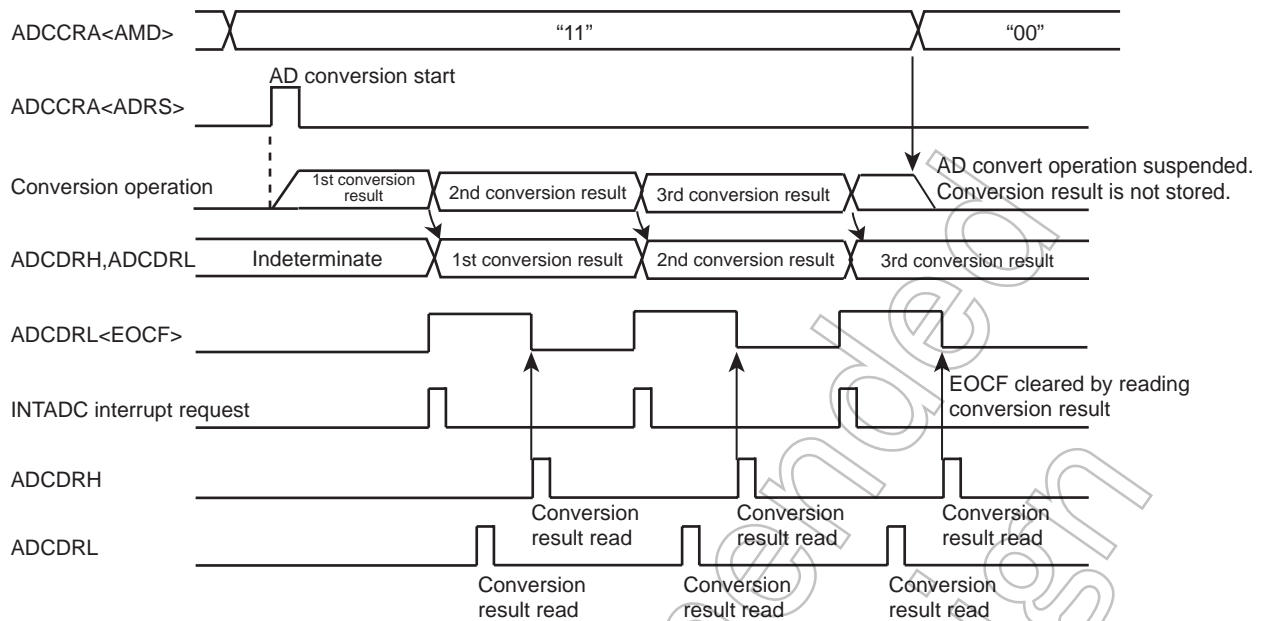 ADCCRA<AMD>
“11”
“00”
AD conversion start
ADCCRA<ADRS>
Conversion operation
1st conversion
result
2nd conversion result
3rd conversion result
AD convert operation suspended.
Conversion result is not stored.
ADCDRH,ADCDRL
Indeterminate
1st conversion result
2nd conversion result
3rd conversion result
ADCDRL<EOCF>
EOCF cleared by reading
conversion result
INTADC interrupt request
ADCDRH
Conversion
result read
Conversion
result read
Conversion
result read
ADCDRL
Conversion
result read
Conversion
result read
Conversion
result read